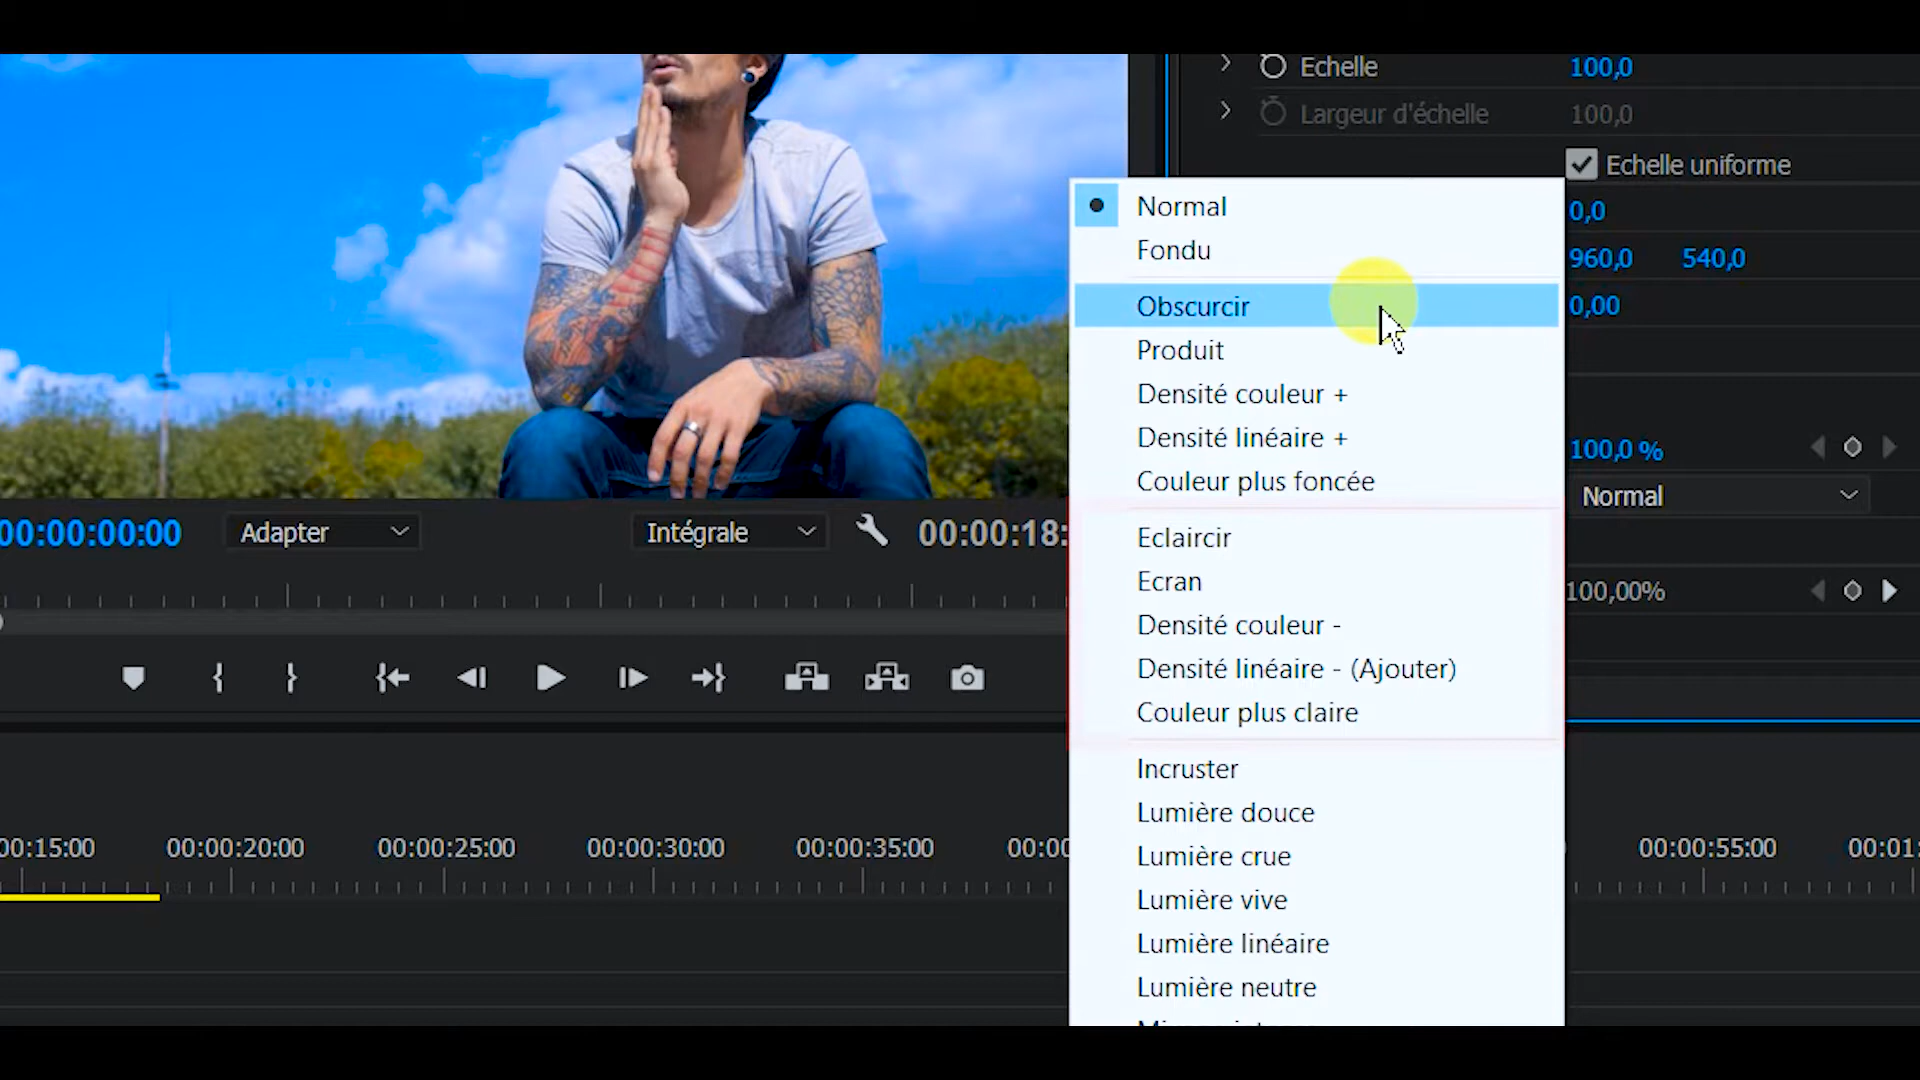 Echelle 100,0
Largeur d'échelle 100,0
Echelle uniforme
0,0
960,0 540,0
0,00
100,0 %
Normal
100,00%
Normal
Fondu
Obscurcir
Produit
Densité couleur +
Densité linéaire +
Couleur plus foncée
Eclaircir
Ecran
Densité couleur -
Densité linéaire - (Ajouter)
Couleur plus claire
Incruster
Lumière douce
Lumière crue
Lumière vive
Lumière linéaire
Lumière neutre
00:00:00:00 Adapter Intégrale 00:00:18:
00:15:00 00:00:20:00 00:00:25:00 00:00:30:00 00:00:35:00 00:00 00:00:55:00 00:01: